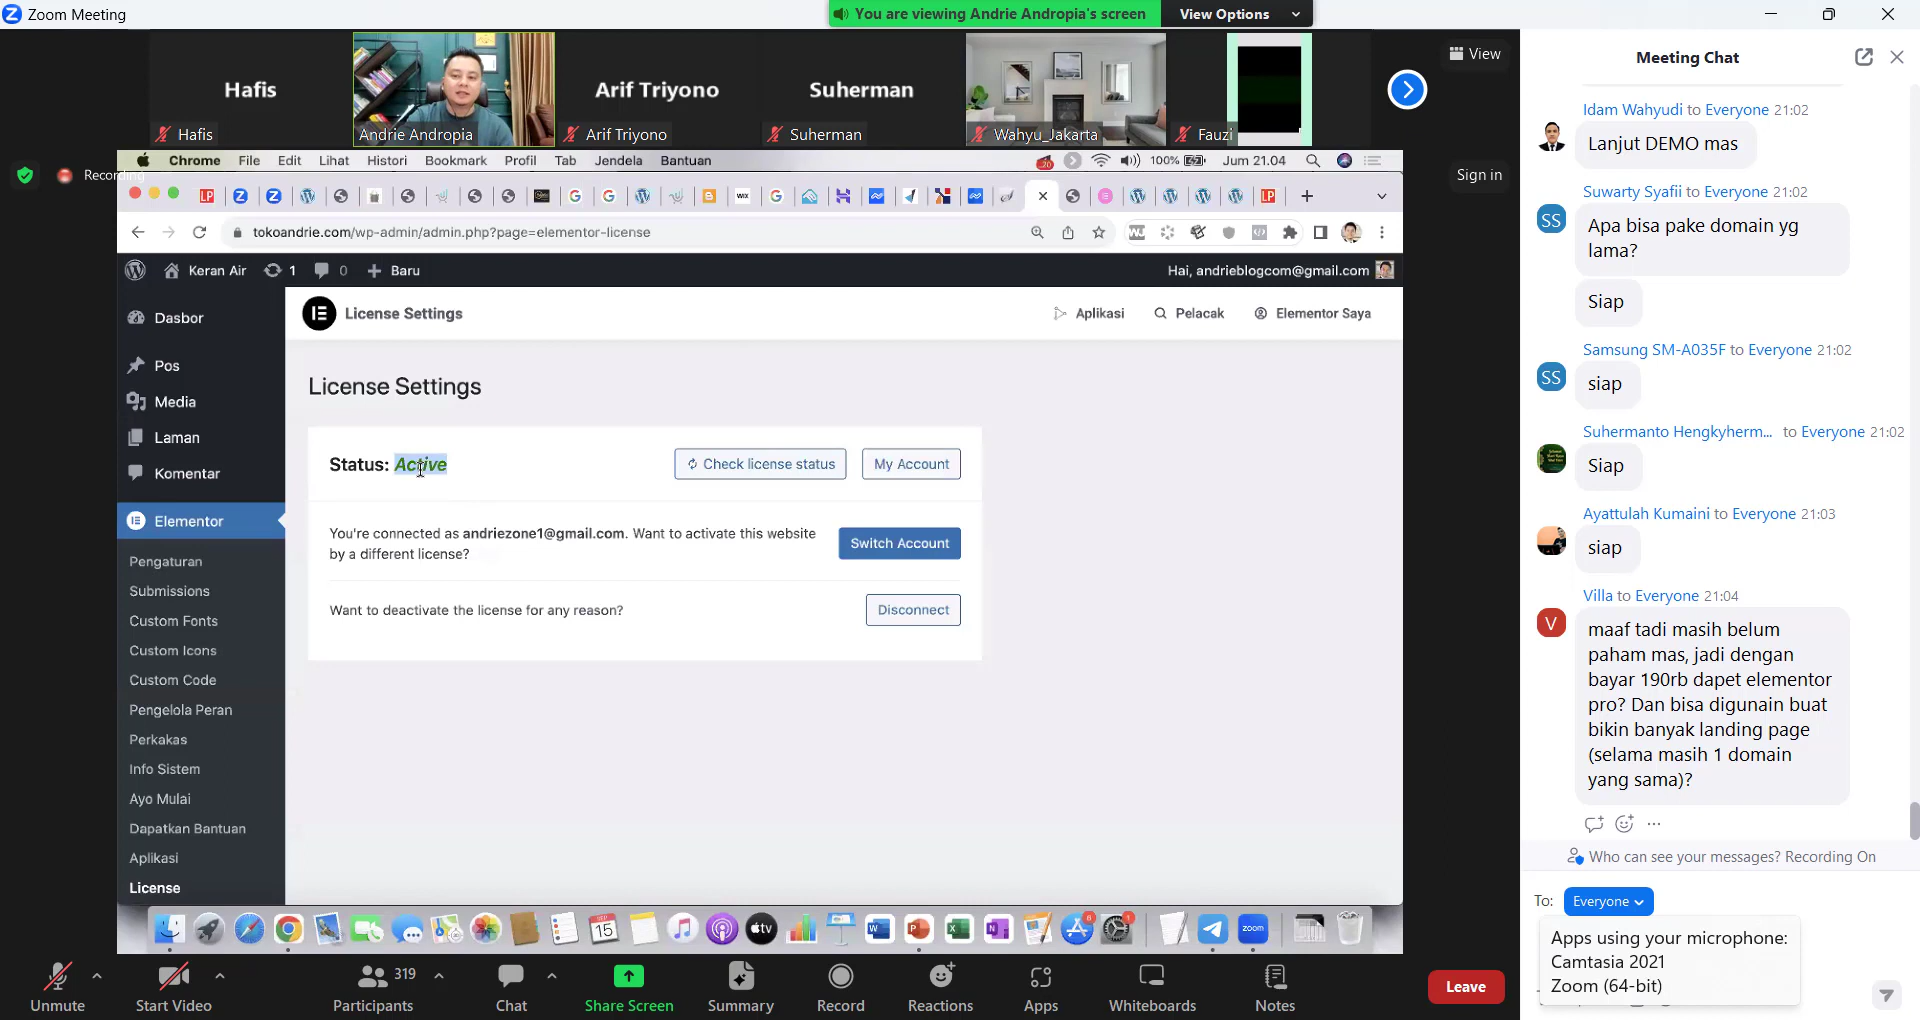 Zoom Meeting
You are viewing Andrie Andropia's screen
View Options
Hafis
Hafis
Andrie Andropia
Arif Triyono
Arif Triyono
Suherman
Suherman
Wahyu_Jakarta
Fauzi
View
Recording
Sign in
Chrome File Edit Lihat Histori Bookmark Profil Tab Jendela Bantuan
100% Jum 21.04
tokoandrie.com/wp-admin/admin.php?page=elementor-license
Keran Air 1 0 Baru
Hai, andrieblogcom@gmail.com
Dasbor
Pos
Media
Laman
Komentar
Elementor
Pengaturan
Submissions
Custom Fonts
Custom Icons
Custom Code
Pengelola Peran
Perkakas
Info Sistem
Ayo Mulai
Dapatkan Bantuan
Aplikasi
License
License Settings
Aplikasi
Pelacak
Elementor Saya
License Settings
Status: Active
Check license status
My Account
You're connected as andriezone1@gmail.com. Want to activate this website
by a different license?
Switch Account
Want to deactivate the license for any reason?
Disconnect
SEP
15
zoom
Unmute
Start Video
319
Participants
Chat
Share Screen
Summary
Record
Reactions
Apps
Whiteboards
Notes
Leave
Meeting Chat
Idam Wahyudi to Everyone 21:02
Lanjut DEMO mas
Suwarty Syafii to Everyone 21:02
SS
Apa bisa pake domain yg
lama?
Siap
Samsung SM-A035F to Everyone 21:02
SS
siap
Suhermanto Hengkyherm... to Everyone 21:02
Siap
Ayattulah Kumaini to Everyone 21:03
siap
Villa to Everyone 21:04
V
maaf tadi masih belum
paham mas, jadi dengan
bayar 190rb dapet elementor
pro? Dan bisa digunain buat
bikin banyak landing page
(selama masih 1 domain
yang sama)?
Who can see your messages? Recording On
To: Everyone
Apps using your microphone:
Camtasia 2021
Zoom (64-bit)